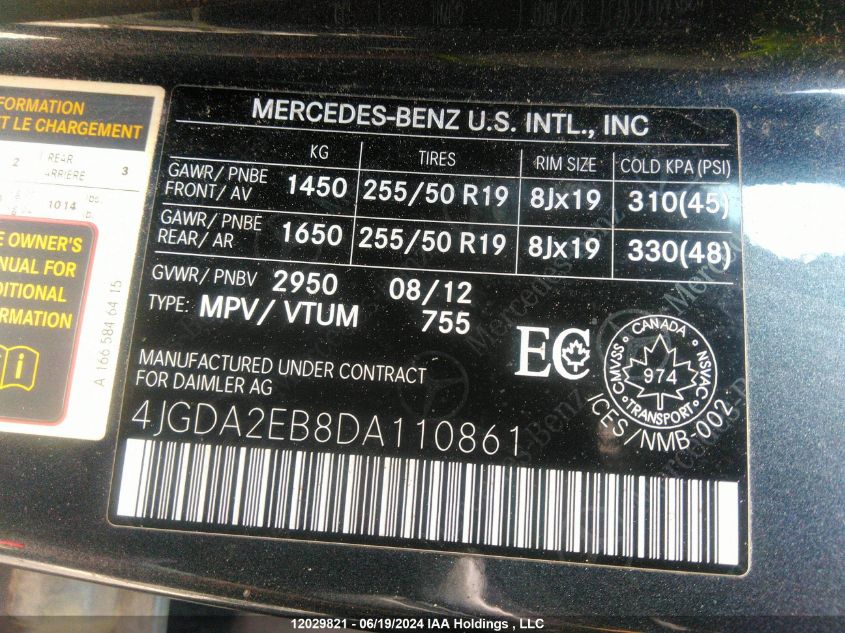 FORMATION
ET LE CHARGEMENT
2 REAR ARRIÈRE 3
1014
E OWNER'S
NUAL FOR
DITIONAL
FORMATION
A 166 584 64 15
MERCEDES-BENZ U.S. INTL., INC
KG TIRES RIM SIZE COLD KPA (PSI)
GAWR/ PNBE FRONT/ AV 1450 255/50 R19 8Jx19 310(45)
GAWR/ PNBE REAR/ AR 1650 255/50 R19 8Jx19 330(48)
GVWR/ PNBV 2950 08/12
TYPE: MPV/ VTUM 755
MANUFACTURED UNDER CONTRACT
FOR DAIMLER AG
EC
CANADA
CMVSS 974 NSVAC
TRANSPORT
ICES/NMB-002
4JGDA2EB8DA110861
12029821 - 06/19/2024 IAA Holdings , LLC